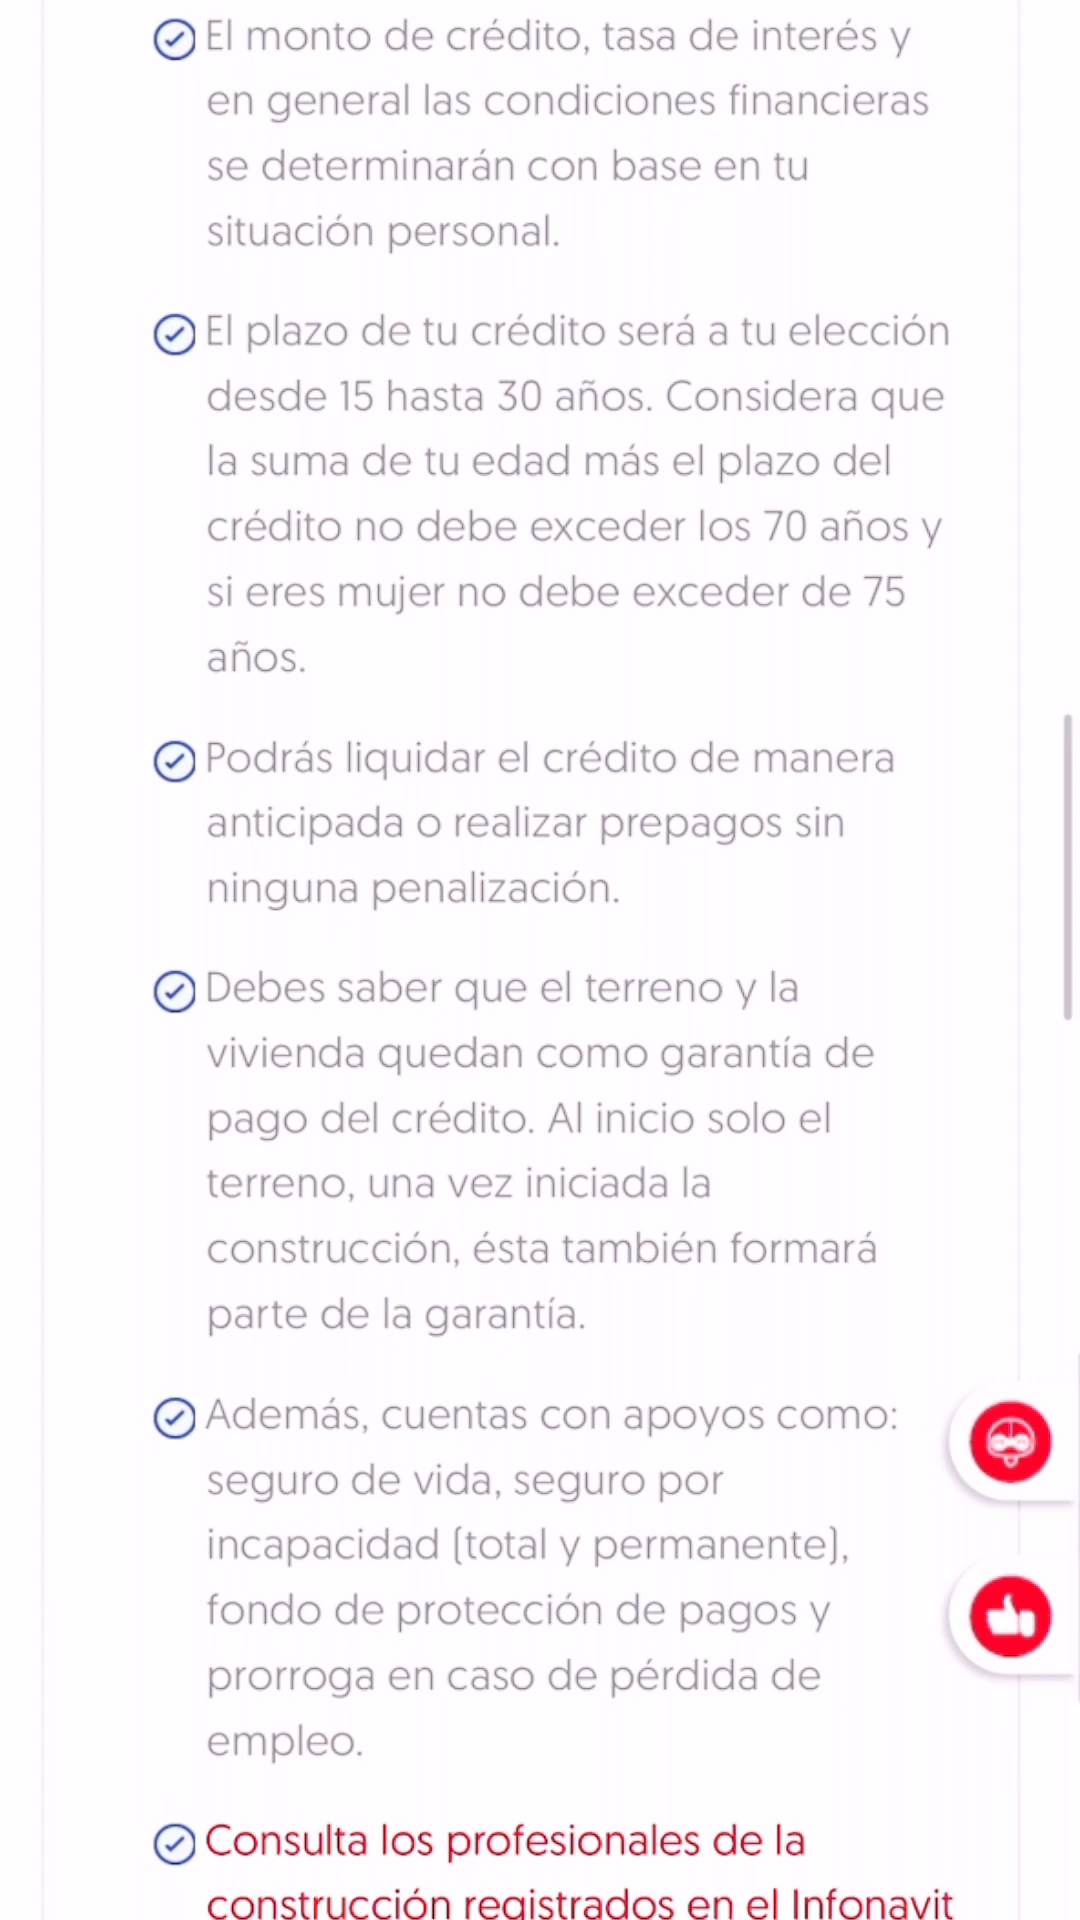 El monto de crédito, tasa de interés y
en general las condiciones financieras
se determinarán con base en tu
situación personal.
El plazo de tu crédito será a tu elección
desde 15 hasta 30 años. Considera que
la suma de tu edad más el plazo del
crédito no debe exceder los 70 años y
si eres mujer no debe exceder de 75
años.
Podrás liquidar el crédito de manera
anticipada o realizar prepagos sin
ninguna penalización.
Debes saber que el terreno y la
vivienda quedan como garantía de
pago del crédito. Al inicio solo el
terreno, una vez iniciada la
construcción, ésta también formará
parte de la garantía.
Además, cuentas con apoyos como:
seguro de vida, seguro por
incapacidad (total y permanente),
fondo de protección de pagos y
prorroga en caso de pérdida de
empleo.
Consulta los profesionales de la
construcción registrados en el Infonavit